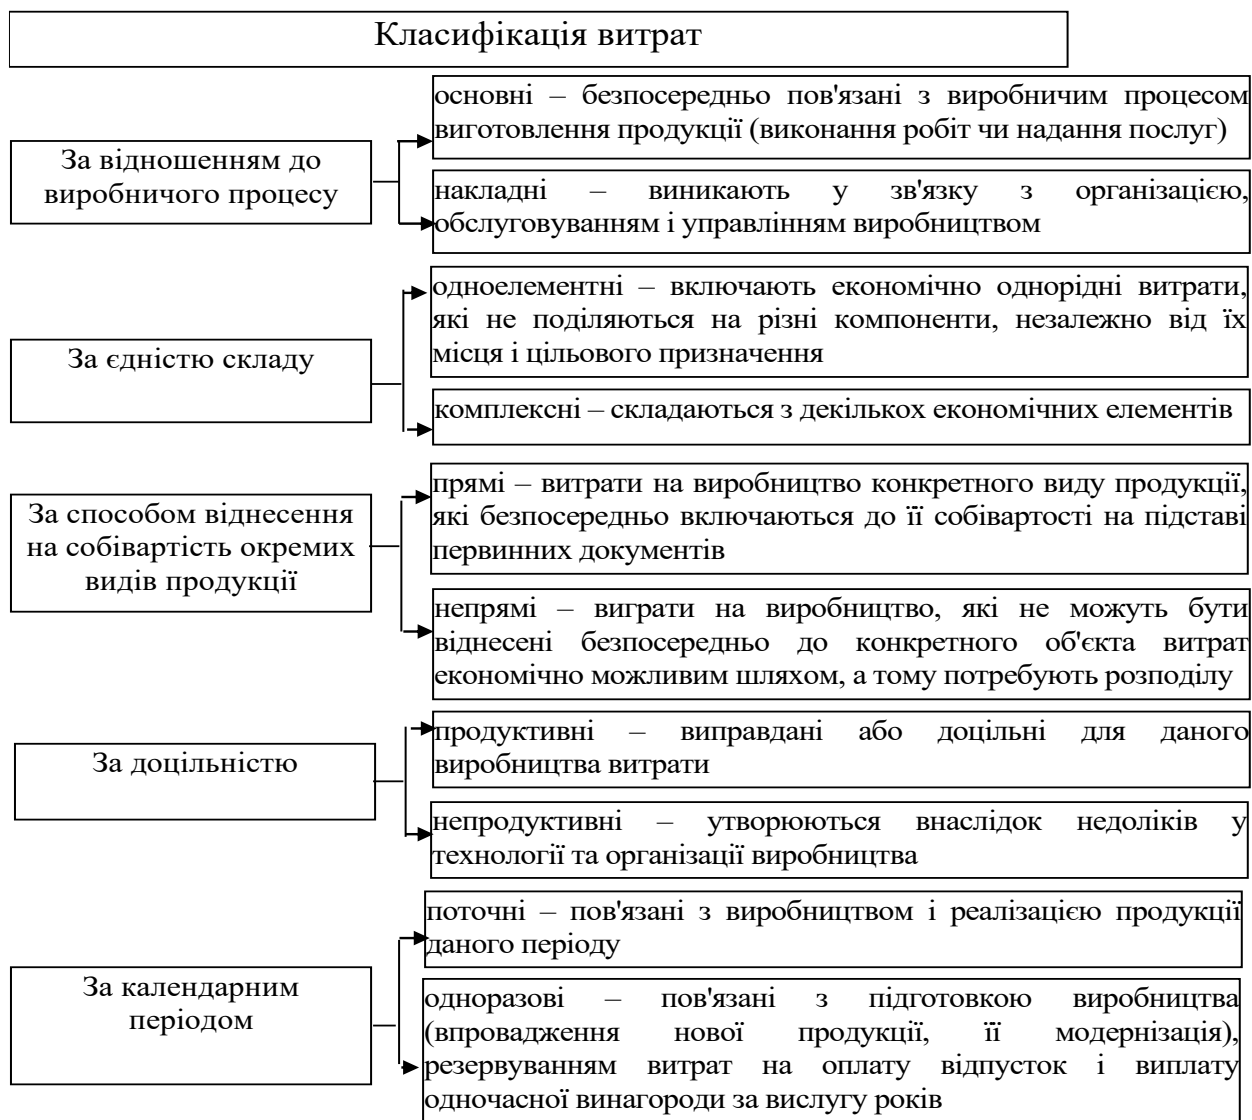 Класифікація витрат
За відношенням до
виробничого процесу
основні – безпосередньо пов'язані з виробничим процесом
виготовлення продукції (виконання робіт чи надання послуг)
накладні – виникають у зв'язку з організацією,
обслуговуванням і управлінням виробництвом
За єдністю складу
одноелементні – включають економічно однорідні витрати,
які не поділяються на різні компоненти, незалежно від їх
місця і цільового призначення
комплексні – складаються з декількох економічних елементів
За способом віднесення
на собівартість окремих
видів продукції
прямі – витрати на виробництво конкретного виду продукції,
які безпосередньо включаються до її собівартості на підставі
первинних документів
непрямі – виграти на виробництво, які не можуть бути
віднесені безпосередньо до конкретного об'єкта витрат
економічно можливим шляхом, а тому потребують розподілу
За доцільністю
продуктивні – виправдані або доцільні для даного
виробництва витрати
непродуктивні – утворюються внаслідок недоліків у
технології та організації виробництва
За календарним
періодом
поточні – пов'язані з виробництвом і реалізацією продукції
даного періоду
одноразові – пов'язані з підготовкою виробництва
(впровадження нової продукції, її модернізація),
резервуванням витрат на оплату відпусток і виплату
одночасної винагороди за вислугу років